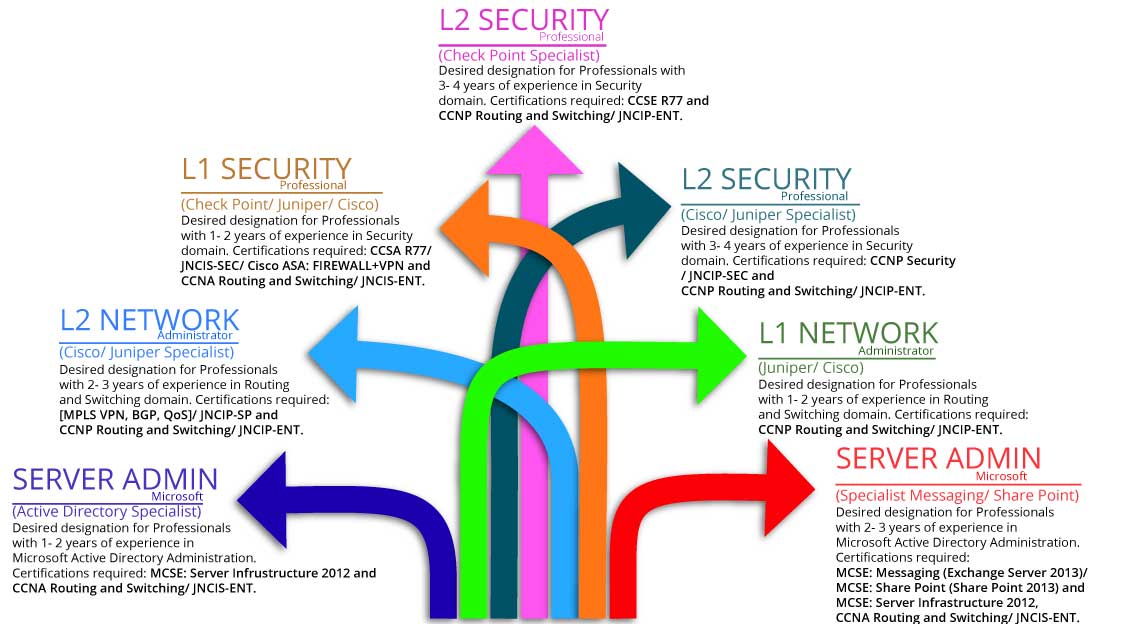 L2 SECURITY
Professional
(Check Point Specialist)
Desired designation for Professionals with
3- 4 years of experience in Security
domain. Certifications required: CCSE R77 and
CCNP Routing and Switching/ JNCIP-ENT.
L1 SECURITY
Professional
(Check Point/ Juniper/ Cisco)
Desired designation for Professionals
with 1- 2 years of experience in Security
domain. Certifications required: CCSA R77/
JNCIS-SEC/ Cisco ASA: FIREWALL+VPN and
CCNA Routing and Switching/ JNCIS-ENT.
L2 SECURITY
Professional
(Cisco/ Juniper Specialist)
Desired designation for Professionals
with 3- 4 years of experience in Security
domain. Certifications required: CCNP Security
/ JNCIP-SEC and
CCNP Routing and Switching/ JNCIP-ENT.
L2 NETWORK
Administrator
(Cisco/ Juniper Specialist)
Desired designation for Professionals
with 2- 3 years of experience in Routing
and Switching domain. Certifications required:
[MPLS VPN, BGP, QoS]/ JNCIP-SP and
CCNP Routing and Switching/ JNCIP-ENT.
L1 NETWORK
Administrator
(Juniper/ Cisco)
Desired designation for Professionals
with 1- 2 years of experience in Routing
and Switching domain. Certifications required:
CCNP Routing and Switching/ JNCIP-ENT.
SERVER ADMIN
Microsoft
(Active Directory Specialist)
Desired designation for Professionals
with 1- 2 years of experience in
Microsoft Active Directory Administration.
Certifications required: MCSE: Server Infrustructure 2012 and
CCNA Routing and Switching/ JNCIS-ENT.
SERVER ADMIN
Microsoft
(Specialist Messaging/ Share Point)
Desired designation for Professionals
with 2- 3 years of experience in
Microsoft Active Directory Administration.
Certifications required:
MCSE: Messaging (Exchange Server 2013)/
MCSE: Share Point (Share Point 2013) and
MCSE: Server Infrastructure 2012,
CCNA Routing and Switching/ JNCIS-ENT.